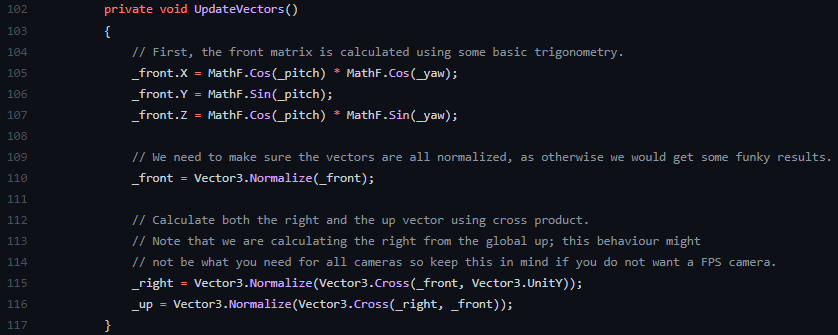 102 private void UpdateVectors()
103 {
104 // First, the front matrix is calculated using some basic trigonometry.
105 _front.X = MathF.Cos(_pitch) * MathF.Cos(_yaw);
106 _front.Y = MathF.Sin(_pitch);
107 _front.Z = MathF.Cos(_pitch) * MathF.Sin(_yaw);
108
109 // We need to make sure the vectors are all normalized, as otherwise we would get some funky results.
110 _front = Vector3.Normalize(_front);
111
112 // Calculate both the right and the up vector using cross product.
113 // Note that we are calculating the right from the global up; this behaviour might
114 // not be what you need for all cameras so keep this in mind if you do not want a FPS camera.
115 _right = Vector3.Normalize(Vector3.Cross(_front, Vector3.UnitY));
116 _up = Vector3.Normalize(Vector3.Cross(_right, _front));
117 }